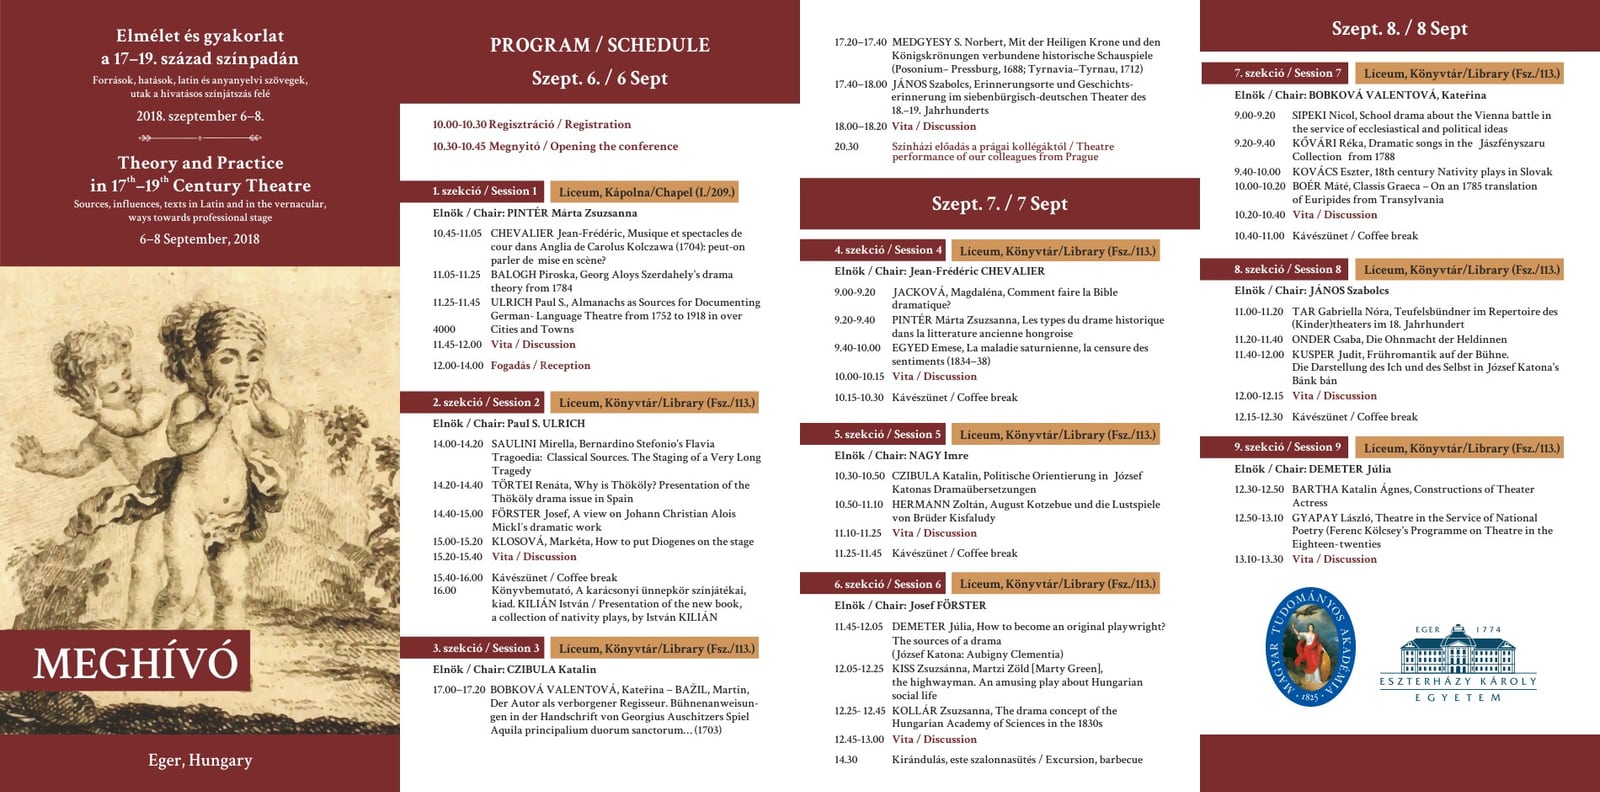 Elmélet és gyakorlat
a 17–19. század színpadán
Források, hatások, latin és anyanyelvi szövegek,
utak a hivatásos színjátszás felé
2018. szeptember 6–8.
Theory and Practice
in 17th–19th Century Theatre
Sources, influences, texts in Latin and in the vernacular,
ways towards professional stage
6–8 September, 2018
MEGHÍVÓ
Eger, Hungary
PROGRAM / SCHEDULE
Szept. 6. / 6 Sept
10.00-10.30 Regisztráció / Registration
10.30-10.45 Megnyitó / Opening the conference
1. szekció / Session 1 Líceum, Kápolna/Chapel (I./209.)
Elnök / Chair: PINTÉR Márta Zsuzsanna
10.45-11.05 CHEVALIER Jean-Frédéric, Musique et spectacles de
cour dans Anglia de Carolus Kolczawa (1704): peut-on
parler de mise en scène?
11.05-11.25 BALOGH Piroska, Georg Aloys Szerdahely's drama
theory from 1784
11.25-11.45 ULRICH Paul S., Almanachs as Sources for Documenting
German- Language Theatre from 1752 to 1918 in over
4000 Cities and Towns
11.45-12.00 Vita / Discussion
12.00-14.00 Fogadás / Reception
2. szekció / Session 2 Líceum, Könyvtár/Library (Fsz./113.)
Elnök / Chair: Paul S. ULRICH
14.00-14.20 SAULINI Mirella, Bernardino Stefonio's Flavia
Tragoedia: Classical Sources. The Staging of a Very Long
Tragedy
14.20-14.40 TÖRTEI Renáta, Why is Thököly? Presentation of the
Thököly drama issue in Spain
14.40-15.00 FÖRSTER Josef, A view on Johann Christian Alois
Mickl's dramatic work
15.00-15.20 KLOSOVÁ, Markéta, How to put Diogenes on the stage
15.20-15.40 Vita / Discussion
15.40-16.00 Kávészünet / Coffee break
16.00 Könyvbemutató, A karácsonyi ünnepkör színjátékai,
kiad. KILIÁN István / Presentation of the new book,
a collection of nativity plays, by István KILIÁN
3. szekció / Session 3 Líceum, Könyvtár/Library (Fsz./113.)
Elnök / Chair: CZIBULA Katalin
17.00–17.20 BOBKOVÁ VALENTOVÁ, Kateřina – BAŽIL, Martin,
Der Autor als verborgener Regisseur. Bühnenanweisun-
gen in der Handschrift von Georgius Auschitzers Spiel
Aquila principalium duorum sanctorum… (1703)
17.20–17.40 MEDGYESY S. Norbert, Mit der Heiligen Krone und den
Königskrönungen verbundene historische Schauspiele
(Posonium– Pressburg, 1688; Tyrnavia–Tyrnau, 1712)
17.40–18.00 JÁNOS Szabolcs, Erinnerungsorte und Geschichts-
erinnerung im siebenbürgisch-deutschen Theater des
18.–19. Jahrhunderts
18.00–18.20 Vita / Discussion
20.30 Színházi előadás a prágai kollégáktól / Theatre
performance of our colleagues from Prague
Szept. 7. / 7 Sept
4. szekció / Session 4 Líceum, Könyvtár/Library (Fsz./113.)
Elnök / Chair: Jean-Frédéric CHEVALIER
9.00-9.20 JACKOVÁ, Magdaléna, Comment faire la Bible
dramatique?
9.20-9.40 PINTÉR Márta Zsuzsanna, Les types du drame historique
dans la litterature ancienne hongroise
9.40-10.00 EGYED Emese, La maladie saturnienne, la censure des
sentiments (1834–38)
10.00-10.15 Vita / Discussion
10.15-10.30 Kávészünet / Coffee break
5. szekció / Session 5 Líceum, Könyvtár/Library (Fsz./113.)
Elnök / Chair: NAGY Imre
10.30-10.50 CZIBULA Katalin, Politische Orientierung in József
Katonas Dramaübersetzungen
10.50-11.10 HERMANN Zoltán, August Kotzebue und die Lustspiele
von Brüder Kisfaludy
11.10-11.25 Vita / Discussion
11.25-11.45 Kávészünet / Coffee break
6. szekció / Session 6 Líceum, Könyvtár/Library (Fsz./113.)
Elnök / Chair: Josef FÖRSTER
11.45-12.05 DEMETER Júlia, How to become an original playwright?
The sources of a drama
(József Katona: Aubigny Clementia)
12.05-12.25 KISS Zsuzsánna, Martzi Zöld [Marty Green],
the highwayman. An amusing play about Hungarian
social life
12.25- 12.45 KOLLÁR Zsuzsanna, The drama concept of the
Hungarian Academy of Sciences in the 1830s
12.45-13.00 Vita / Discussion
14.30 Kirándulás, este szalonnasütés / Excursion, barbecue
Szept. 8. / 8 Sept
7. szekció / Session 7 Líceum, Könyvtár/Library (Fsz./113.)
Elnök / Chair: BOBKOVÁ VALENTOVÁ, Kateřina
9.00-9.20 SIPEKI Nicol, School drama about the Vienna battle in
the service of ecclesiastical and political ideas
9.20-9.40 KŐVÁRI Réka, Dramatic songs in the Jászfényszaru
Collection from 1788
9.40-10.00 KOVÁCS Eszter, 18th century Nativity plays in Slovak
10.00-10.20 BOÉR Máté, Classis Graeca – On an 1785 translation
of Euripides from Transylvania
10.20-10.40 Vita / Discussion
10.40-11.00 Kávészünet / Coffee break
8. szekció / Session 8 Líceum, Könyvtár/Library (Fsz./113.)
Elnök / Chair: JÁNOS Szabolcs
11.00-11.20 TAR Gabriella Nóra, Teufelsbündner im Repertoire des
(Kinder)theaters im 18. Jahrhundert
11.20-11.40 ONDER Csaba, Die Ohnmacht der Heldinnen
11.40-12.00 KUSPER Judit, Frühromantik auf der Bühne.
Die Darstellung des Ich und des Selbst in József Katona's
Bánk bán
12.00-12.15 Vita / Discussion
12.15-12.30 Kávészünet / Coffee break
9. szekció / Session 9 Líceum, Könyvtár/Library (Fsz./113.)
Elnök / Chair: DEMETER Júlia
12.30-12.50 BARTHA Katalin Ágnes, Constructions of Theater
Actress
12.50-13.10 GYAPAY László, Theatre in the Service of National
Poetry (Ferenc Kölcsey's Programme on Theatre in the
Eighteen-twenties
13.10-13.30 Vita / Discussion
MAGYAR TUDOMÁNYOS AKADÉMIA
·1825·
EGER 1774
ESZTERHÁZY KÁROLY
EGYETEM